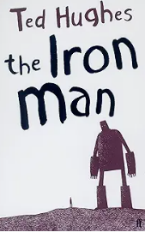 Ted Hughes
the Iron
man
ff